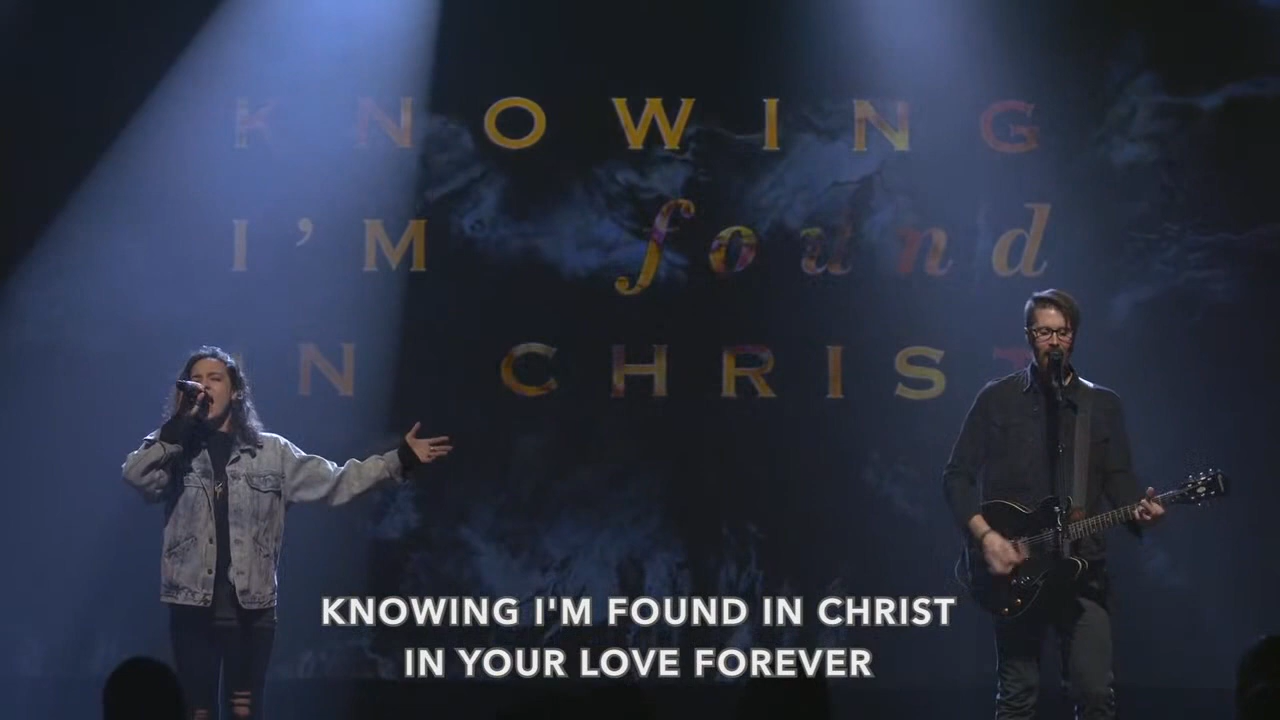 KNOWING
I'M found
IN CHRIST
KNOWING I'M FOUND IN CHRIST
IN YOUR LOVE FOREVER